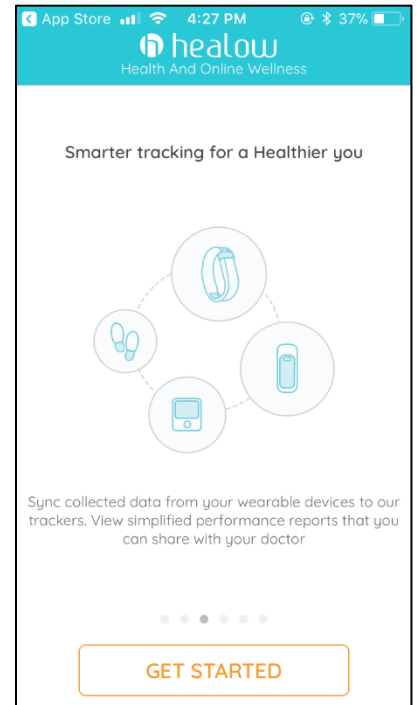 App Store 4:27 PM 37%
healow
Health And Online Wellness
Smarter tracking for a Healthier you
Sync collected data from your wearable devices to our
trackers. View simplified performance reports that you
can share with your doctor
GET STARTED